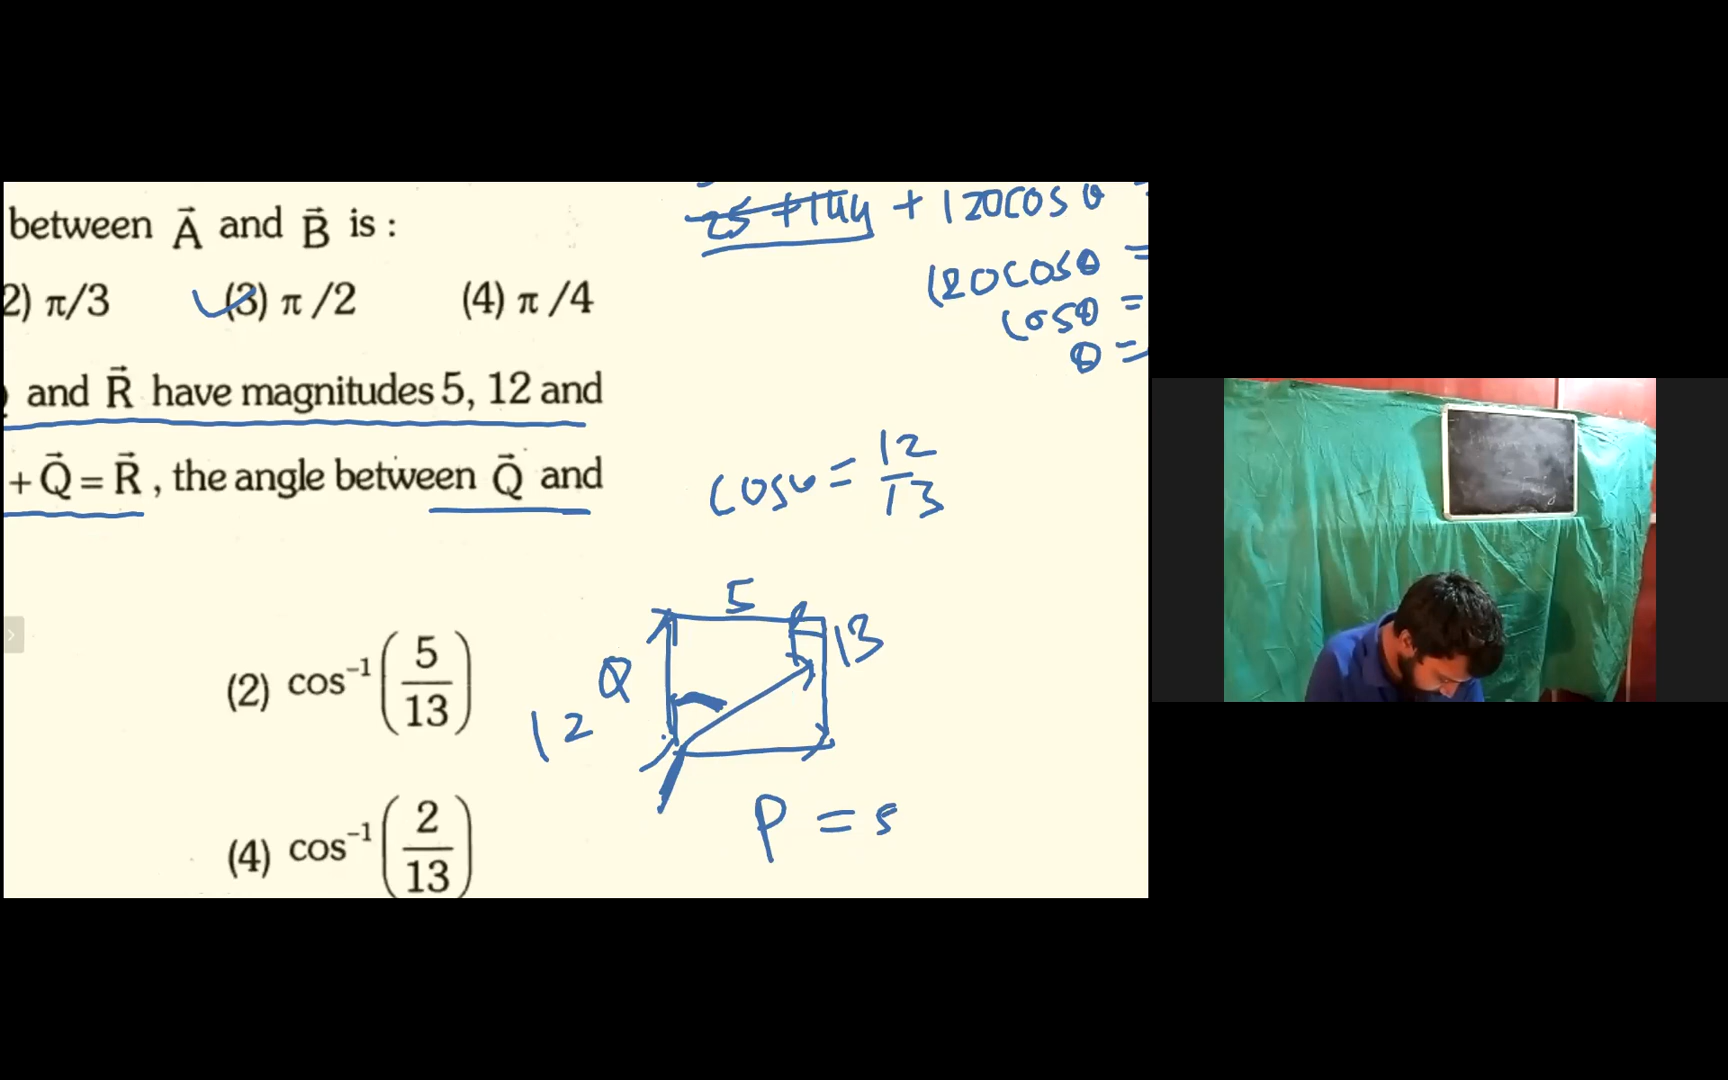 between A⃗ and B⃗ is :
2) π/3 (3) π /2 (4) π /4
and R⃗ have magnitudes 5, 12 and
+ Q⃗ = R⃗ , the angle between Q⃗ and
(2) cos⁻¹ (5/13)
(4) cos⁻¹ (2/13)
25 + 144 + 120cos θ =
120cosθ =
cosθ =
θ =
cosθ = 12/13
5
13
Q
12
P = 5